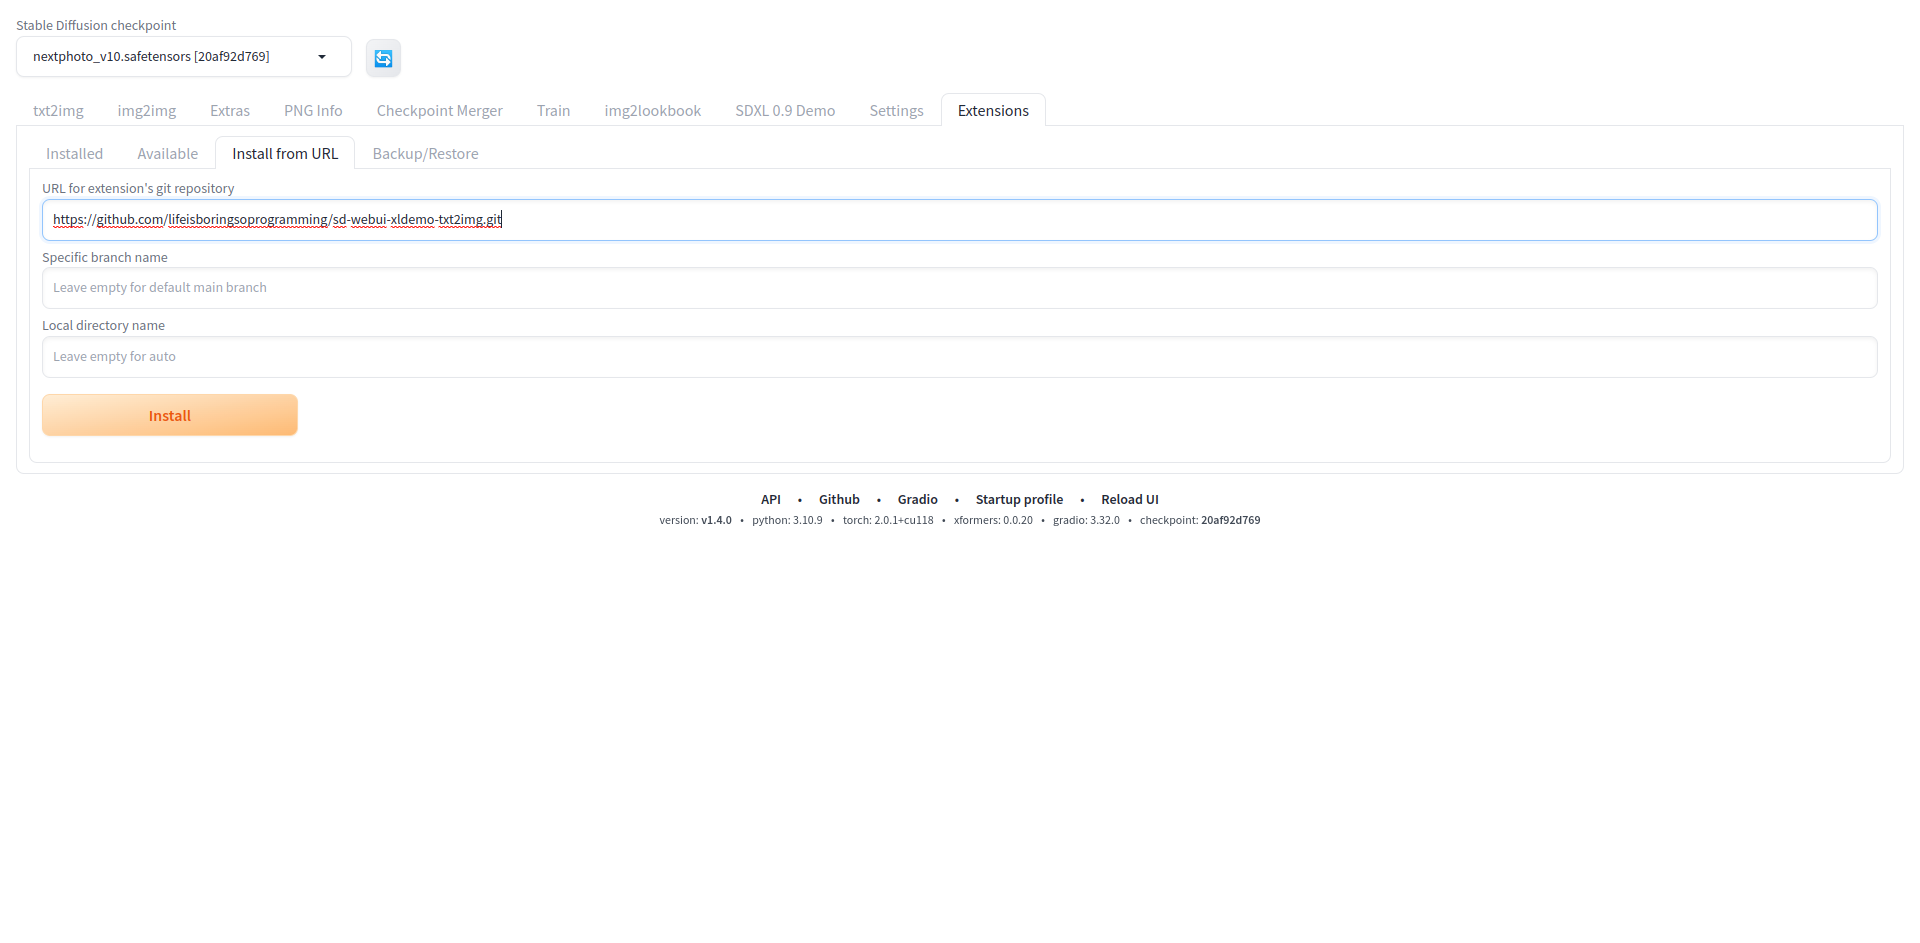 Stable Diffusion checkpoint
nextphoto_v10.safetensors [20af92d769]
txt2img img2img Extras PNG Info Checkpoint Merger Train img2lookbook SDXL 0.9 Demo Settings Extensions
Installed Available Install from URL Backup/Restore
URL for extension's git repository
https://github.com/lifeisboringsoprogramming/sd-webui-xldemo-txt2img.git
Specific branch name
Leave empty for default main branch
Local directory name
Leave empty for auto
Install
API • Github • Gradio • Startup profile • Reload UI
version: v1.4.0 • python: 3.10.9 • torch: 2.0.1+cu118 • xformers: 0.0.20 • gradio: 3.32.0 • checkpoint: 20af92d769